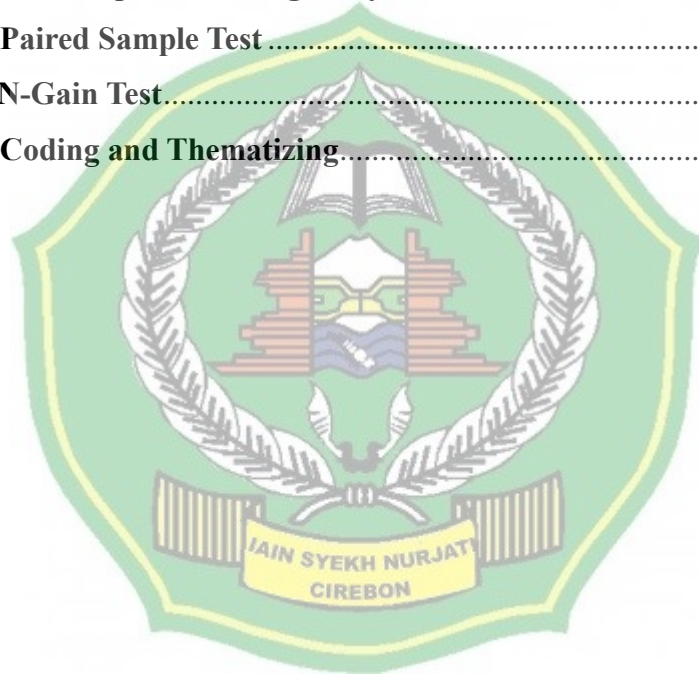 Paired Sample Test ..........................................................
N-Gain Test...........................................................................
Coding and Thematizing.................................................
IAIN SYEKH NURJATI
CIREBON